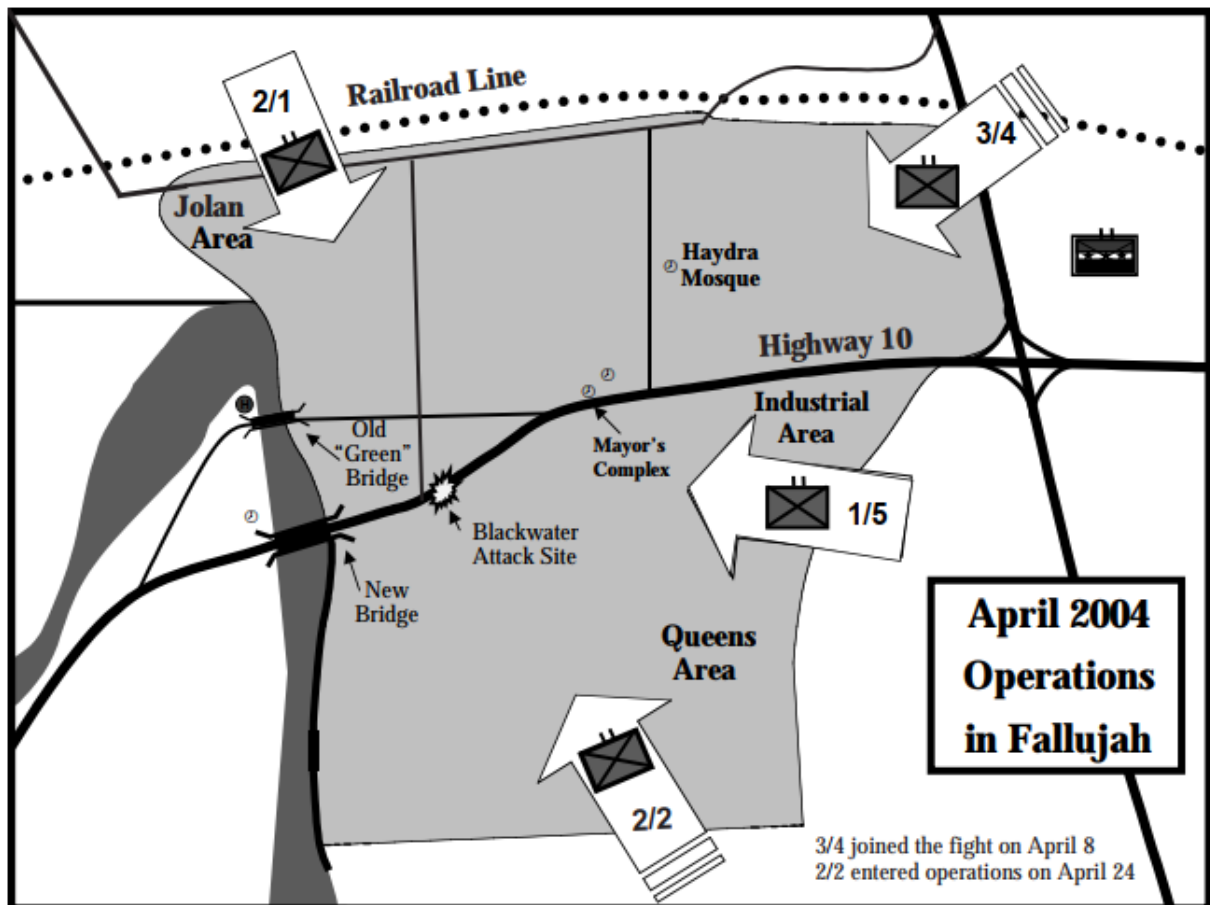 2/1
Railroad Line
3/4
Jolan
Area
Haydra
Mosque
Highway 10
H
Old
“Green”
Bridge
Mayor’s
Complex
Industrial
Area
1/5
Blackwater
Attack Site
New
Bridge
Queens
Area
2/2
April 2004
Operations
in Fallujah
3/4 joined the fight on April 8
2/2 entered operations on April 24